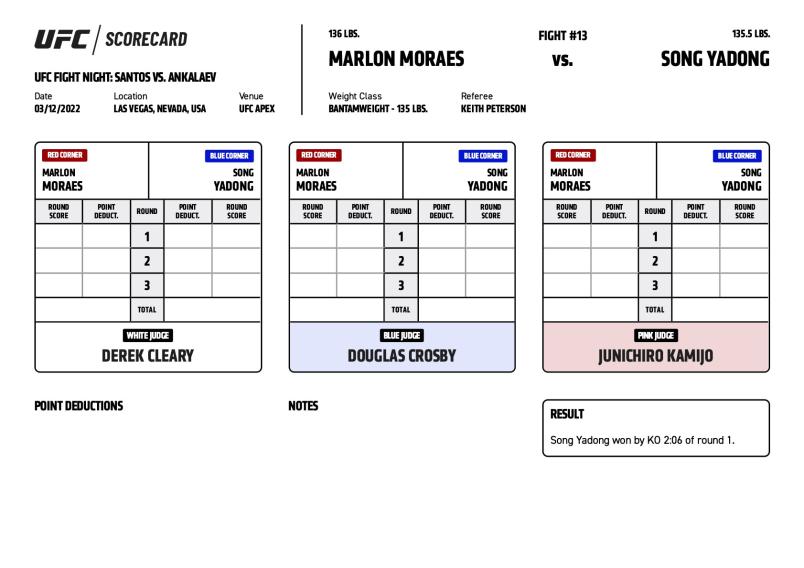 UFC / SCORECARD
UFC FIGHT NIGHT: SANTOS VS. ANKALAEV
Date Location Venue
03/12/2022 LAS VEGAS, NEVADA, USA UFC APEX
136 LBS. FIGHT #13 135.5 LBS.
MARLON MORAES VS. SONG YADONG
Weight Class Referee
BANTAMWEIGHT - 135 LBS. KEITH PETERSON
RED CORNER BLUE CORNER
MARLON SONG
MORAES YADONG
ROUND SCORE POINT DEDUCT. ROUND POINT DEDUCT. ROUND SCORE
1
2
3
TOTAL
WHITE JUDGE
DEREK CLEARY
RED CORNER BLUE CORNER
MARLON SONG
MORAES YADONG
ROUND SCORE POINT DEDUCT. ROUND POINT DEDUCT. ROUND SCORE
1
2
3
TOTAL
BLUE JUDGE
DOUGLAS CROSBY
RED CORNER BLUE CORNER
MARLON SONG
MORAES YADONG
ROUND SCORE POINT DEDUCT. ROUND POINT DEDUCT. ROUND SCORE
1
2
3
TOTAL
PINK JUDGE
JUNICHIRO KAMIJO
POINT DEDUCTIONS
NOTES
RESULT
Song Yadong won by KO 2:06 of round 1.